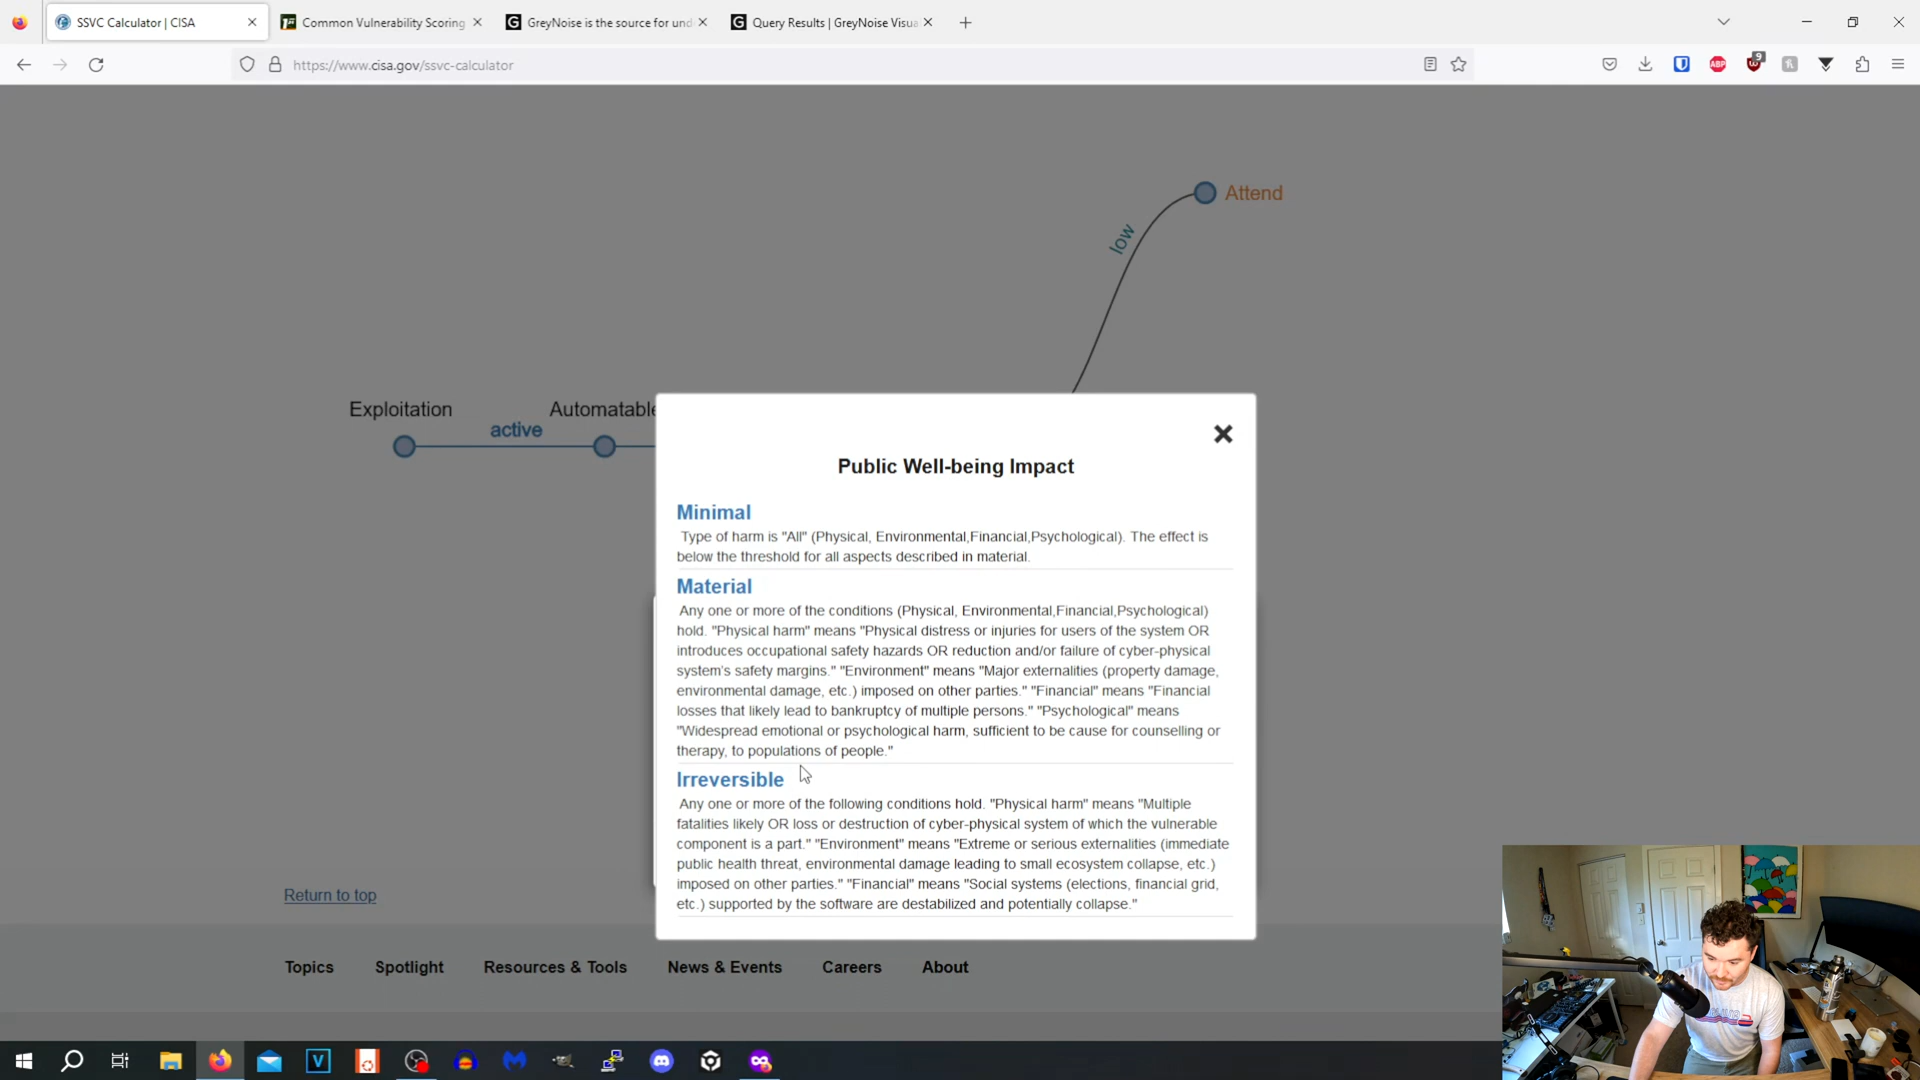 SSVC Calculator | CISA
Common Vulnerability Scoring
GreyNoise is the source for und
Query Results | GreyNoise Visua
https://www.cisa.gov/ssvc-calculator
ABP
9
Attend
low
Exploitation
Automatable
active
Public Well-being Impact
Minimal
Type of harm is "All" (Physical, Environmental,Financial,Psychological). The effect is
below the threshold for all aspects described in material.
Material
Any one or more of the conditions (Physical, Environmental,Financial,Psychological)
hold. "Physical harm" means "Physical distress or injuries for users of the system OR
introduces occupational safety hazards OR reduction and/or failure of cyber-physical
system's safety margins." "Environment" means "Major externalities (property damage,
environmental damage, etc.) imposed on other parties." "Financial" means "Financial
losses that likely lead to bankruptcy of multiple persons." "Psychological" means
"Widespread emotional or psychological harm, sufficient to be cause for counselling or
therapy, to populations of people."
Irreversible
Any one or more of the following conditions hold. "Physical harm" means "Multiple
fatalities likely OR loss or destruction of cyber-physical system of which the vulnerable
component is a part." "Environment" means "Extreme or serious externalities (immediate
public health threat, environmental damage leading to small ecosystem collapse, etc.)
imposed on other parties." "Financial" means "Social systems (elections, financial grid,
etc.) supported by the software are destabilized and potentially collapse."
Return to top
Topics
Spotlight
Resources & Tools
News & Events
Careers
About